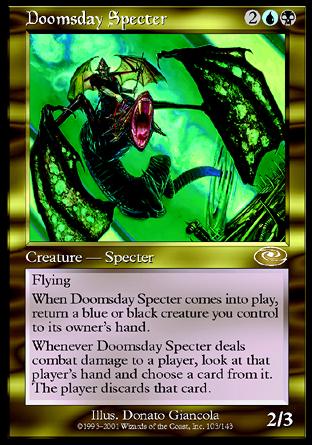 Doomsday Specter 2
Creature — Specter
Flying
When Doomsday Specter comes into play,
return a blue or black creature you control
to its owner's hand.
Whenever Doomsday Specter deals
combat damage to a player, look at that
player's hand and choose a card from it.
The player discards that card.
Illus. Donato Giancola
©1993-2001 Wizards of the Coast, Inc. 103/143
2/3